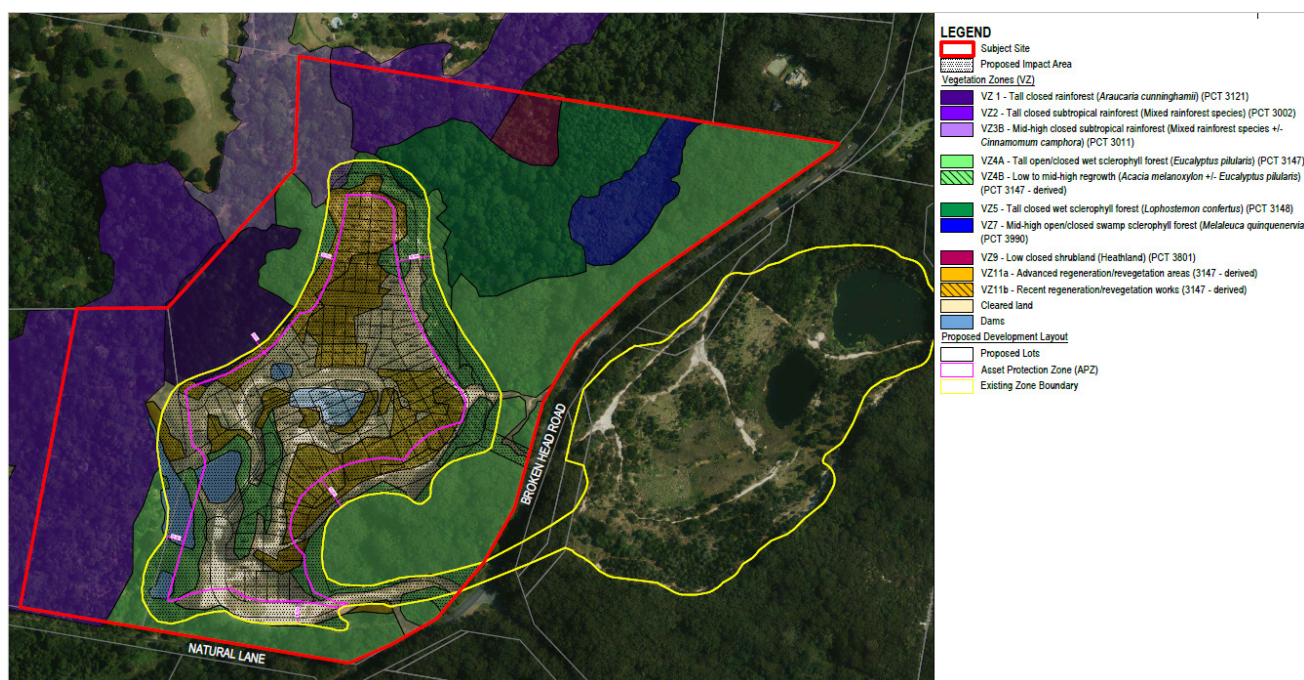 LEGEND
Subject Site
Proposed Impact Area
Vegetation Zones (VZ)
VZ 1 - Tall closed rainforest (Araucaria cunninghamii) (PCT 3121)
VZ2 - Tall closed subtropical rainforest (Mixed rainforest species) (PCT 3002)
VZ3B - Mid-high closed subtropical rainforest (Mixed rainforest species +/-
Cinnamomum camphora) (PCT 3011)
VZ4A - Tall open/closed wet sclerophyll forest (Eucalyptus pilularis) (PCT 3147)
VZ4B - Low to mid-high regrowth (Acacia melanoxylon +/- Eucalyptus pilularis)
(PCT 3147 - derived)
VZ5 - Tall closed wet sclerophyll forest (Lophostemon confertus) (PCT 3148)
VZ7 - Mid-high open/closed swamp sclerophyll forest (Melaleuca quinquenervia)
(PCT 3990)
VZ9 - Low closed shrubland (Heathland) (PCT 3801)
VZ11a - Advanced regeneration/revegetation areas (3147 - derived)
VZ11b - Recent regeneration/revegetation works (3147 - derived)
Cleared land
Dams
Proposed Development Layout
Proposed Lots
Asset Protection Zone (APZ)
Existing Zone Boundary
BROKEN HEAD ROAD
NATURAL LANE